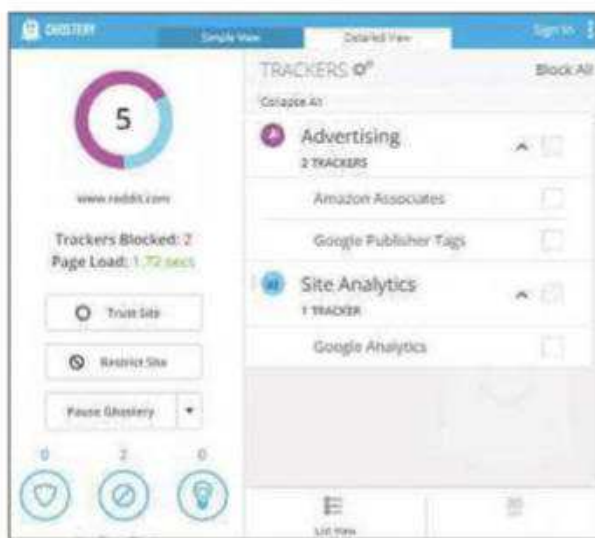 GHOSTERY
Simple View
Detailed View
Sign In
5
www.reddit.com
Trackers Blocked: 2
Page Load: 1.72 secs
Trust Site
Restrict Site
Pause Ghostery
0 2 0
TRACKERS
Block All
Collapse All
Advertising
2 TRACKERS
Amazon Associates
Google Publisher Tags
Site Analytics
1 TRACKER
Google Analytics
List View